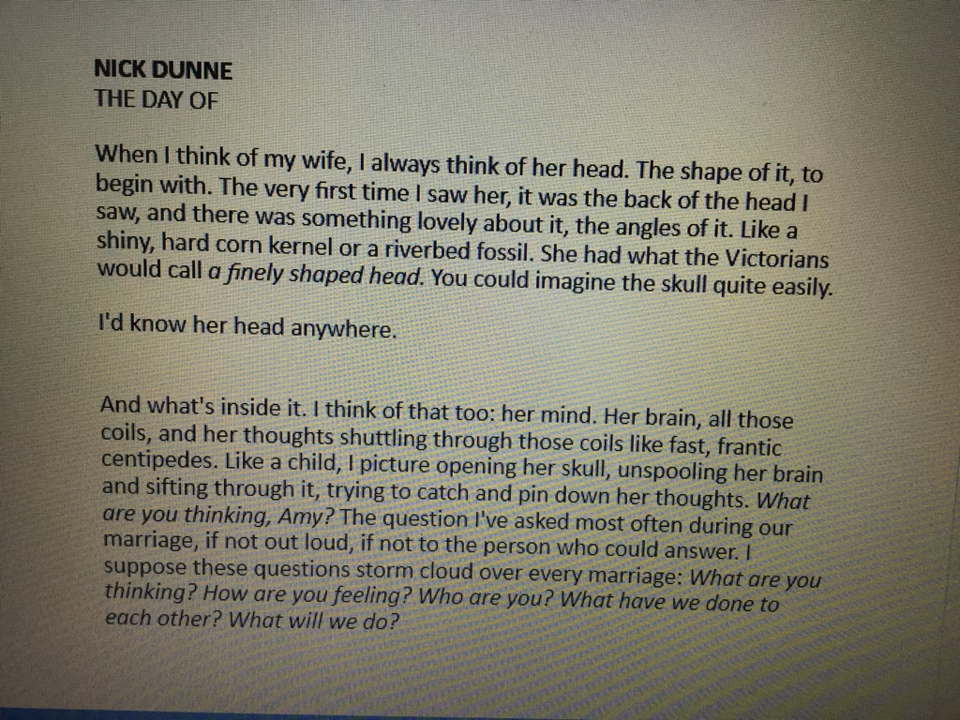 NICK DUNNE
THE DAY OF
When I think of my wife, I always think of her head. The shape of it, to
begin with. The very first time I saw her, it was the back of the head I
saw, and there was something lovely about it, the angles of it. Like a
shiny, hard corn kernel or a riverbed fossil. She had what the Victorians
would call a finely shaped head. You could imagine the skull quite easily.
I'd know her head anywhere.
And what's inside it. I think of that too: her mind. Her brain, all those
coils, and her thoughts shuttling through those coils like fast, frantic
centipedes. Like a child, I picture opening her skull, unspooling her brain
and sifting through it, trying to catch and pin down her thoughts. What
are you thinking, Amy? The question I've asked most often during our
marriage, if not out loud, if not to the person who could answer. I
suppose these questions storm cloud over every marriage: What are you
thinking? How are you feeling? Who are you? What have we done to
each other? What will we do?